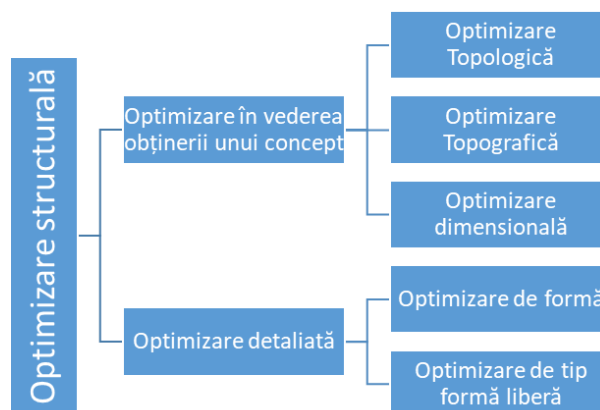 Optimizare structurală
Optimizare în vederea
obținerii unui concept
Optimizare
Topologică
Optimizare
Topografică
Optimizare
dimensională
Optimizare detaliată
Optimizare de formă
Optimizare de tip
formă liberă